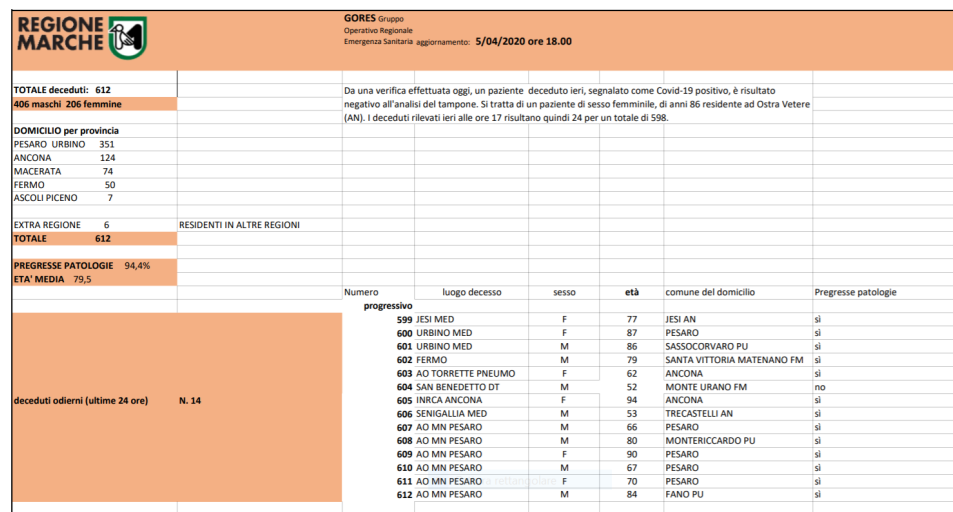 REGIONE
MARCHE
GORES Gruppo
Operativo Regionale
Emergenza Sanitaria aggiornamento: 5/04/2020 ore 18.00
TOTALE deceduti: 612
406 maschi 206 femmine
Da una verifica effettuata oggi, un paziente deceduto ieri, segnalato come Covid-19 positivo, è risultato
negativo all'analisi del tampone. Si tratta di un paziente di sesso femminile, di anni 86 residente ad Ostra Vetere
(AN). I deceduti rilevati ieri alle ore 17 risultano quindi 24 per un totale di 598.
DOMICILIO per provincia
PESARO URBINO 351
ANCONA 124
MACERATA 74
FERMO 50
ASCOLI PICENO 7
EXTRA REGIONE 6 RESIDENTI IN ALTRE REGIONI
TOTALE 612
PREGRESSE PATOLOGIE 94,4%
ETA' MEDIA 79,5
Numero luogo decesso sesso età comune del domicilio Pregresse patologie
progressivo
599 JESI MED F 77 JESI AN sì
600 URBINO MED F 87 PESARO sì
601 URBINO MED M 86 SASSOCORVARO PU sì
602 FERMO M 79 SANTA VITTORIA MATENANO FM sì
603 AO TORRETTE PNEUMO F 62 ANCONA sì
604 SAN BENEDETTO DT M 52 MONTE URANO FM no
deceduti odierni (ultime 24 ore) N. 14
605 INRCA ANCONA F 94 ANCONA sì
606 SENIGALLIA MED M 53 TRECASTELLI AN sì
607 AO MN PESARO M 66 PESARO sì
608 AO MN PESARO M 80 MONTERICCARDO PU sì
609 AO MN PESARO F 90 PESARO sì
610 AO MN PESARO M 67 PESARO sì
611 AO MN PESARO F 70 PESARO sì
612 AO MN PESARO M 84 FANO PU sì